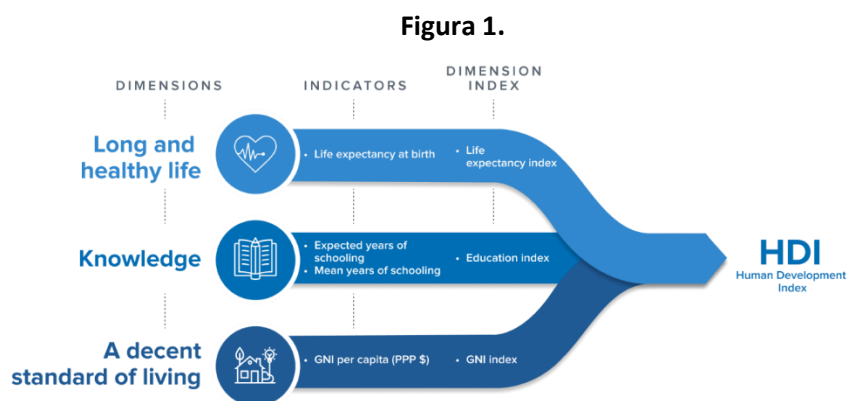 Figura 1.
DIMENSIONS
INDICATORS
DIMENSION
INDEX
Long and
healthy life
• Life expectancy at birth
• Life
expectancy index
Knowledge
• Expected years of
schooling
• Mean years of schooling
• Education index
HDI
Human Development
Index
A decent
standard of living
• GNI per capita (PPP $)
• GNI index